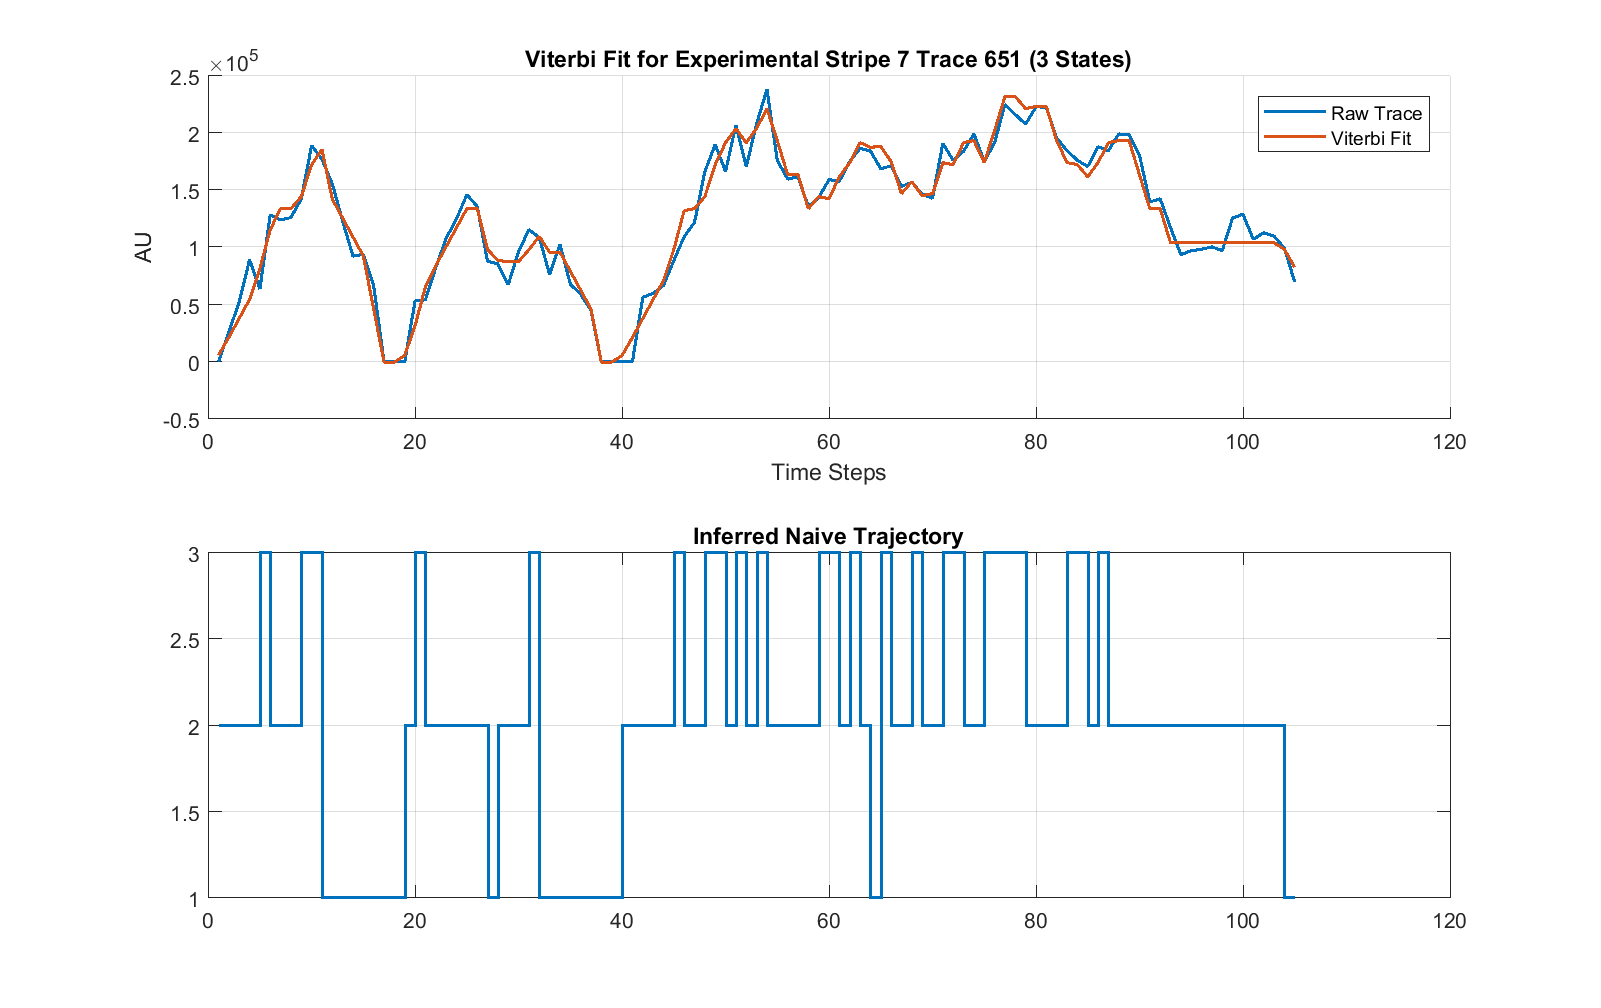 ×10^5
Viterbi Fit for Experimental Stripe 7 Trace 651 (3 States)
2.5
2
1.5
1
0.5
0
-0.5
AU
Raw Trace
Viterbi Fit
0 20 40 60 80 100 120
Time Steps
Inferred Naive Trajectory
3
2.5
2
1.5
1
0 20 40 60 80 100 120